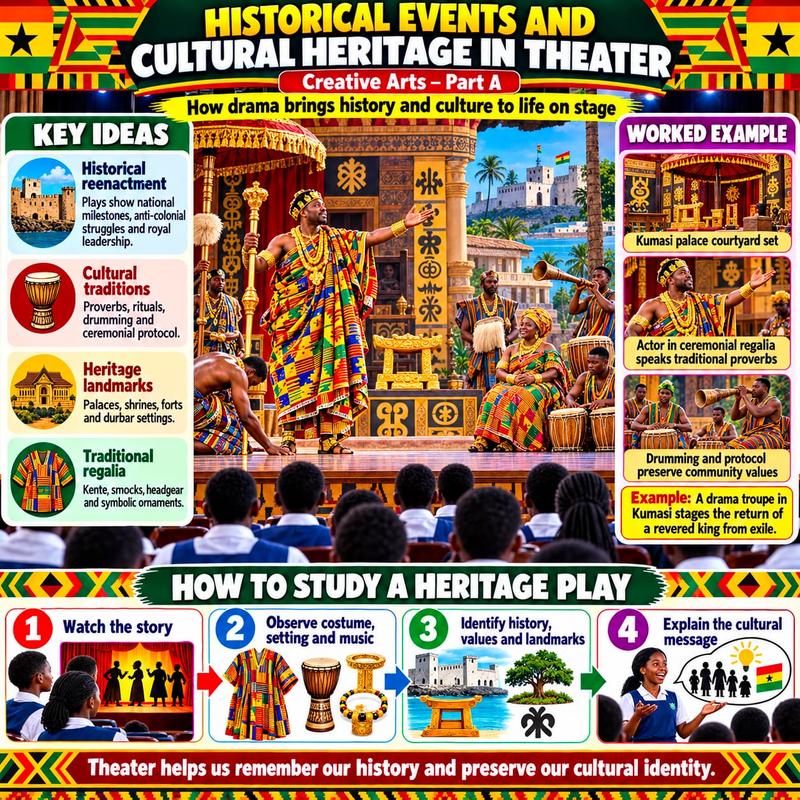 HISTORICAL EVENTS AND
CULTURAL HERITAGE IN THEATER
Creative Arts – Part A
How drama brings history and culture to life on stage
KEY IDEAS
Historical
reenactment
Plays show national
milestones, anti-colonial
struggles and royal
leadership.
Cultural
traditions
Proverbs, rituals,
drumming and
ceremonial protocol.
Heritage
landmarks
Palaces, shrines, forts
and durbar settings.
Traditional
regalia
Kente, smocks, headgear
and symbolic ornaments.
WORKED EXAMPLE
Kumasi palace courtyard set
Actor in ceremonial regalia
speaks traditional proverbs
Drumming and protocol
preserve community values
Example: A drama troupe in
Kumasi stages the return of
a revered king from exile.
HOW TO STUDY A HERITAGE PLAY
1 Watch the story
2 Observe costume,
setting and music
3 Identify history,
values and landmarks
4 Explain the cultural
message
Theater helps us remember our history and preserve our cultural identity.